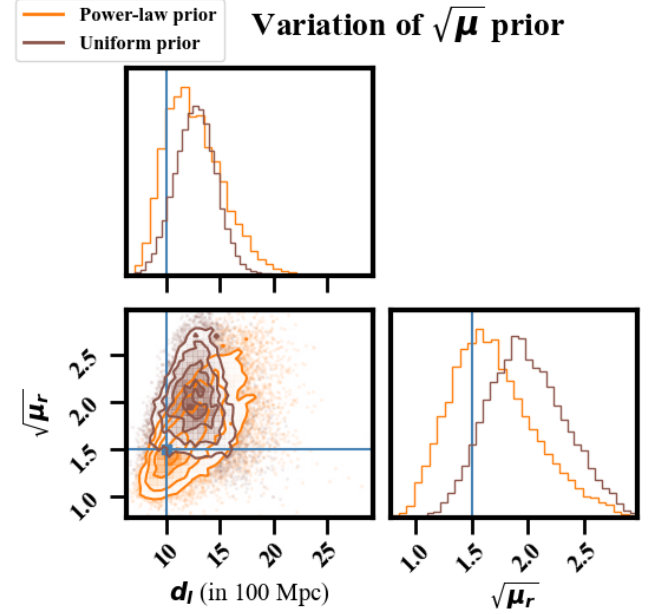 Power-law prior
Uniform prior
Variation of √μ prior
√μr
1.0
1.5
2.0
2.5
10
15
20
25
dl (in 100 Mpc)
1.0
1.5
2.0
2.5
√μr